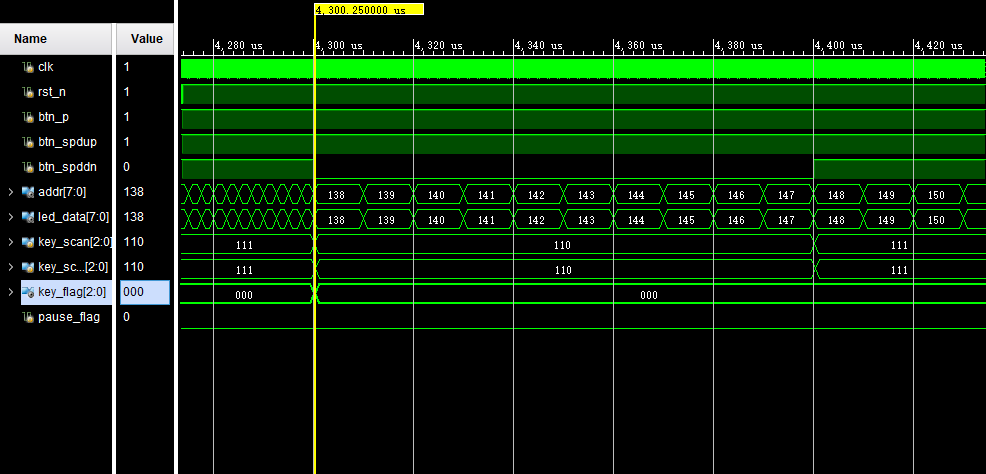 4,300.250000 us
Name Value
4,280 us 4,300 us 4,320 us 4,340 us 4,360 us 4,380 us 4,400 us 4,420 us
clk 1
rst_n 1
btn_p 1
btn_spdup 1
btn_spddn 0
addr[7:0] 138 138 139 140 141 142 143 144 145 146 147 148 149 150
led_data[7:0] 138 138 139 140 141 142 143 144 145 146 147 148 149 150
key_scan[2:0] 110 111 110 111
key_sc...[2:0] 110 111 110 111
key_flag[2:0] 000 000 000
pause_flag 0